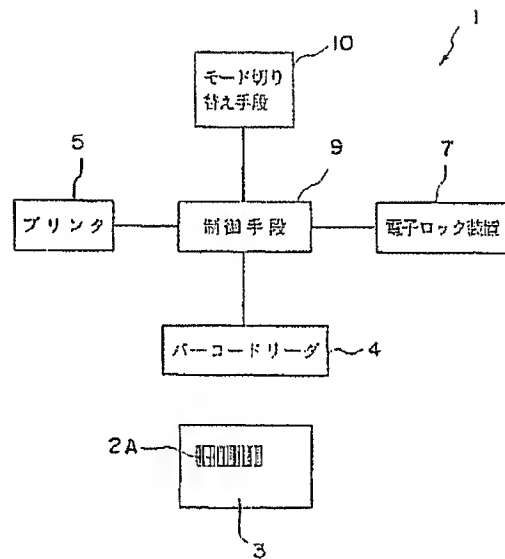 1
10
モード切り
替え手段
5
9
7
プリンタ
制御手段
電子ロック装置
バーコードリーダ
4
2A
3